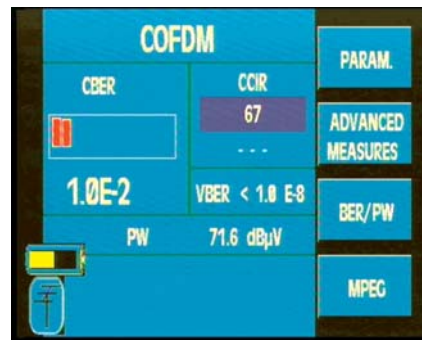 COFDM
CBER
1.0E-2
CCIR
67
- - -
VBER < 1.0 E-8
PW 71.6 dBµV
PARAM.
ADVANCED
MEASURES
BER/PW
MPEG